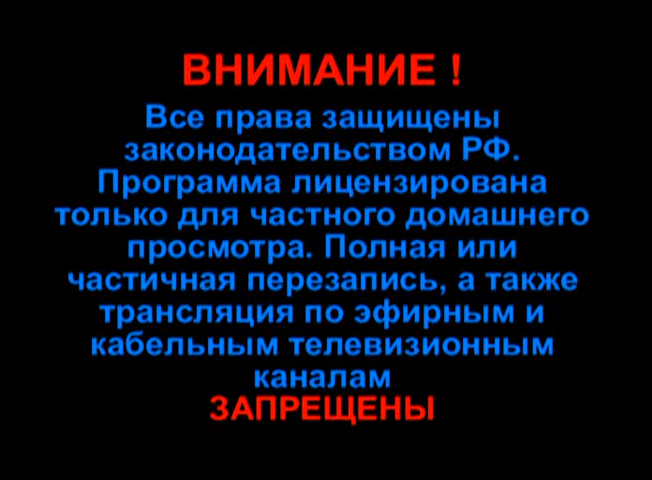 ВНИМАНИЕ !
Все права защищены
законодательством РФ.
Программа лицензирована
только для частного домашнего
просмотра. Полная или
частичная перезапись, а также
трансляция по эфирным и
кабельным телевизионным
каналам
ЗАПРЕЩЕНЫ